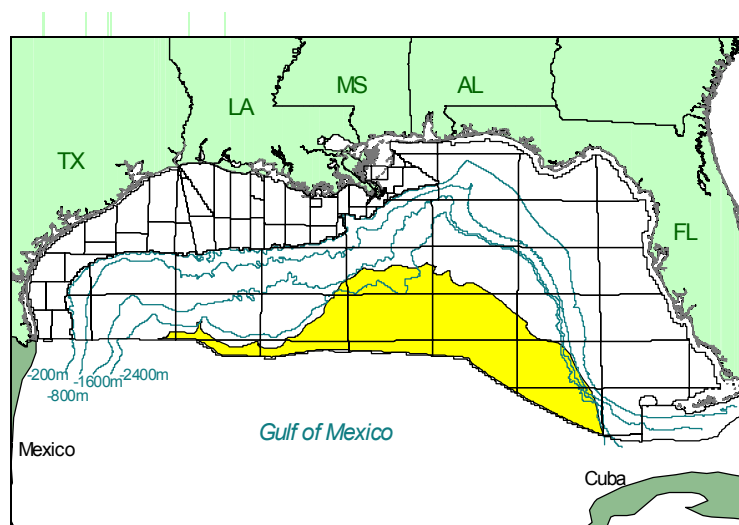 MS
AL
LA
TX
FL
-200m
-1600m
-2400m
-800m
Gulf of Mexico
Mexico
Cuba